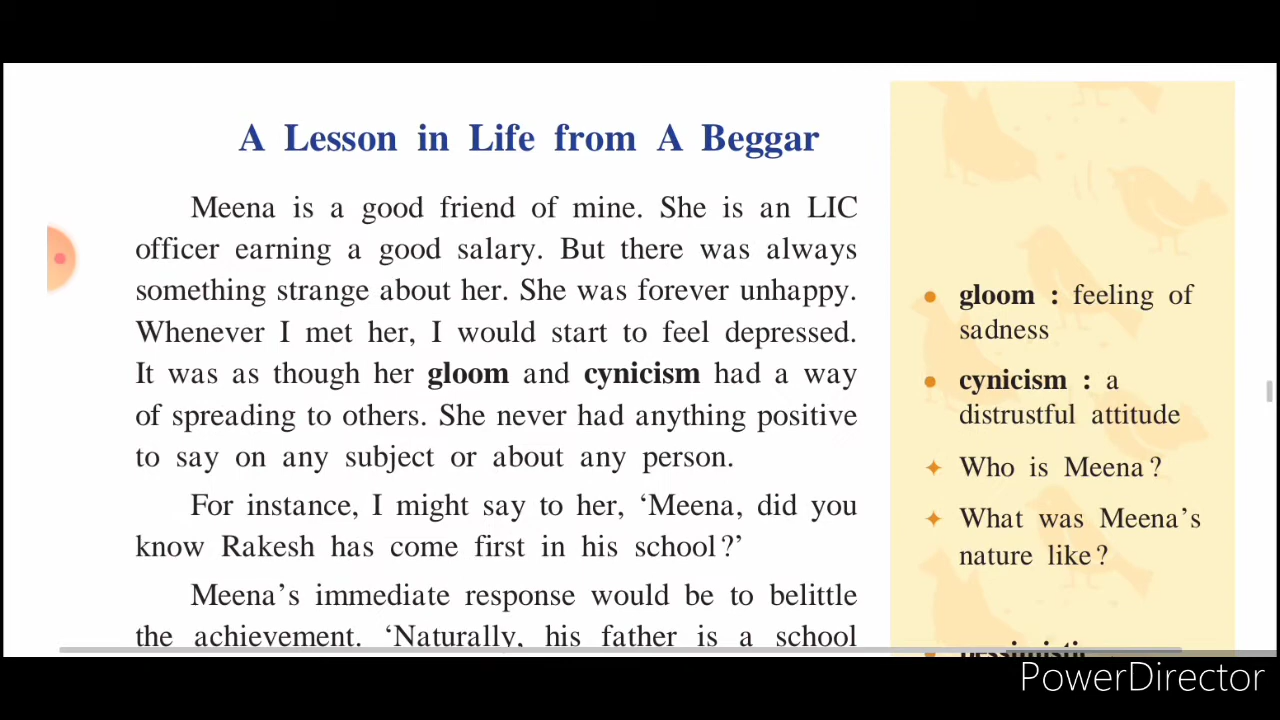 A Lesson in Life from A Beggar
Meena is a good friend of mine. She is an LIC
officer earning a good salary. But there was always
something strange about her. She was forever unhappy.
Whenever I met her, I would start to feel depressed.
It was as though her gloom and cynicism had a way
of spreading to others. She never had anything positive
to say on any subject or about any person.
For instance, I might say to her, ‘Meena, did you
know Rakesh has come first in his school?’
Meena’s immediate response would be to belittle
the achievement. ‘Naturally, his father is a school
• gloom : feeling of
sadness
• cynicism : a
distrustful attitude
✦ Who is Meena?
✦ What was Meena’s
nature like?
PowerDirector